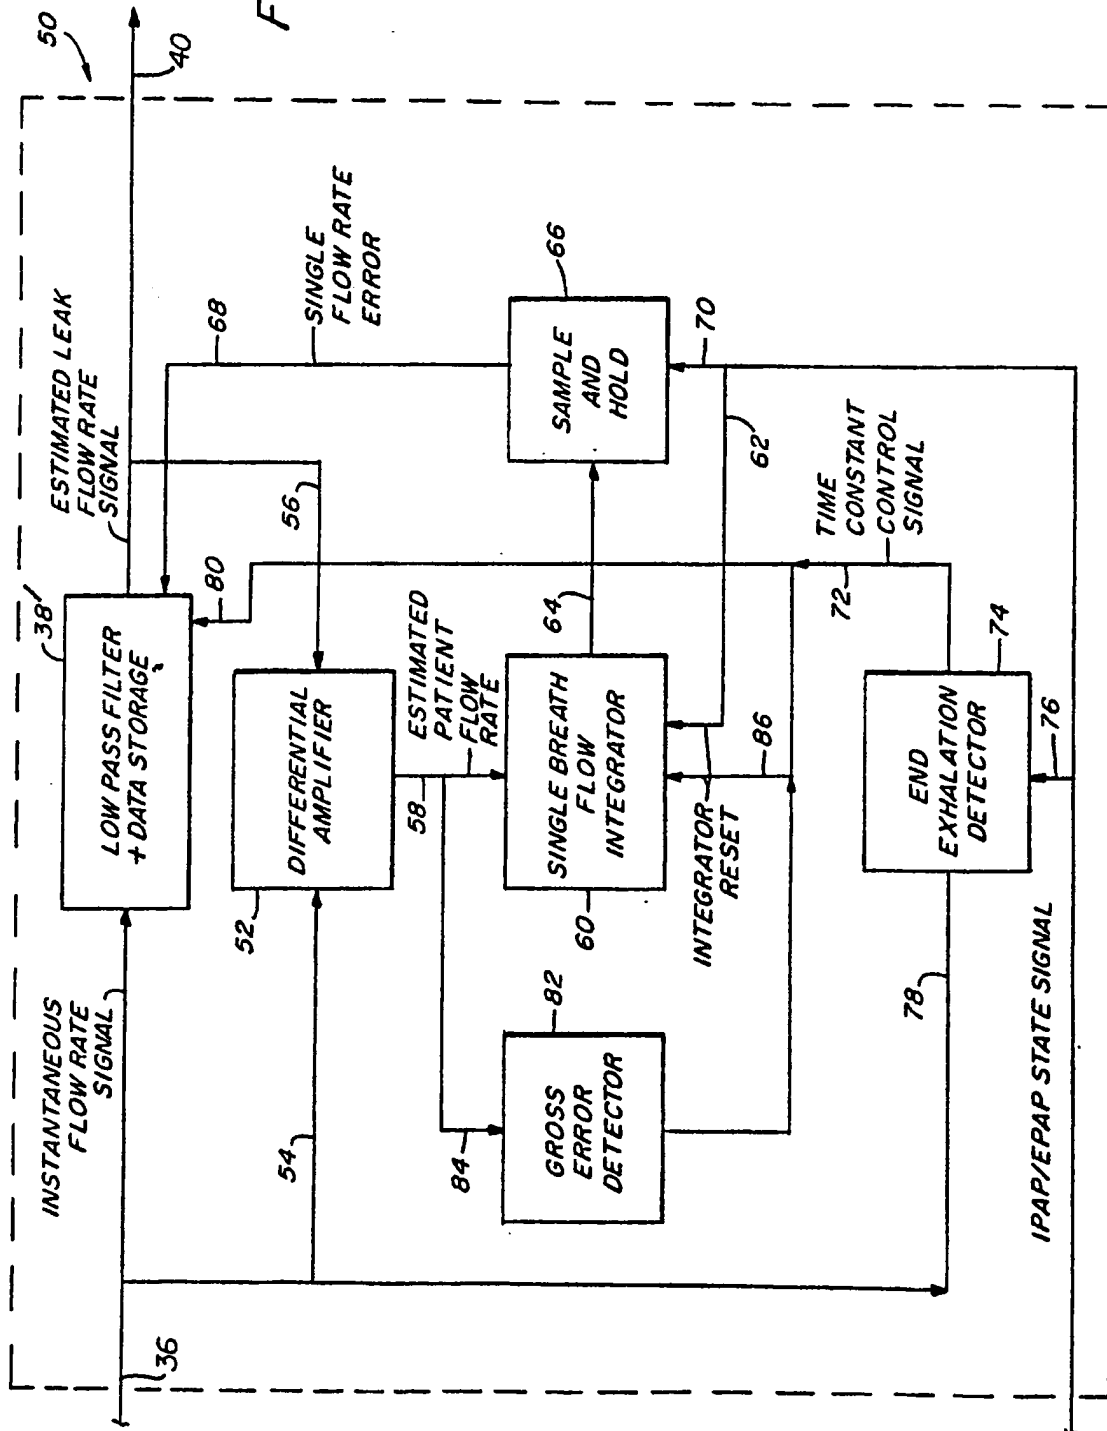 50
40
F
ESTIMATED LEAK
FLOW RATE
SIGNAL
38'
LOW PASS FILTER
+ DATA STORAGE
INSTANTANEOUS
FLOW RATE
SIGNAL
36
68
SINGLE
FLOW RATE
ERROR
80
56
DIFFERENTIAL
AMPLIFIER
52
54
ESTIMATED
PATIENT
FLOW
RATE
58
66
SAMPLE
AND
HOLD
64
SINGLE BREATH
FLOW
INTEGRATOR
60
82
GROSS
ERROR
DETECTOR
84
70
62
INTEGRATOR
RESET
86
TIME
CONSTANT
CONTROL
SIGNAL
72
74
END
EXHALATION
DETECTOR
76
78
IPAP/EPAP STATE SIGNAL